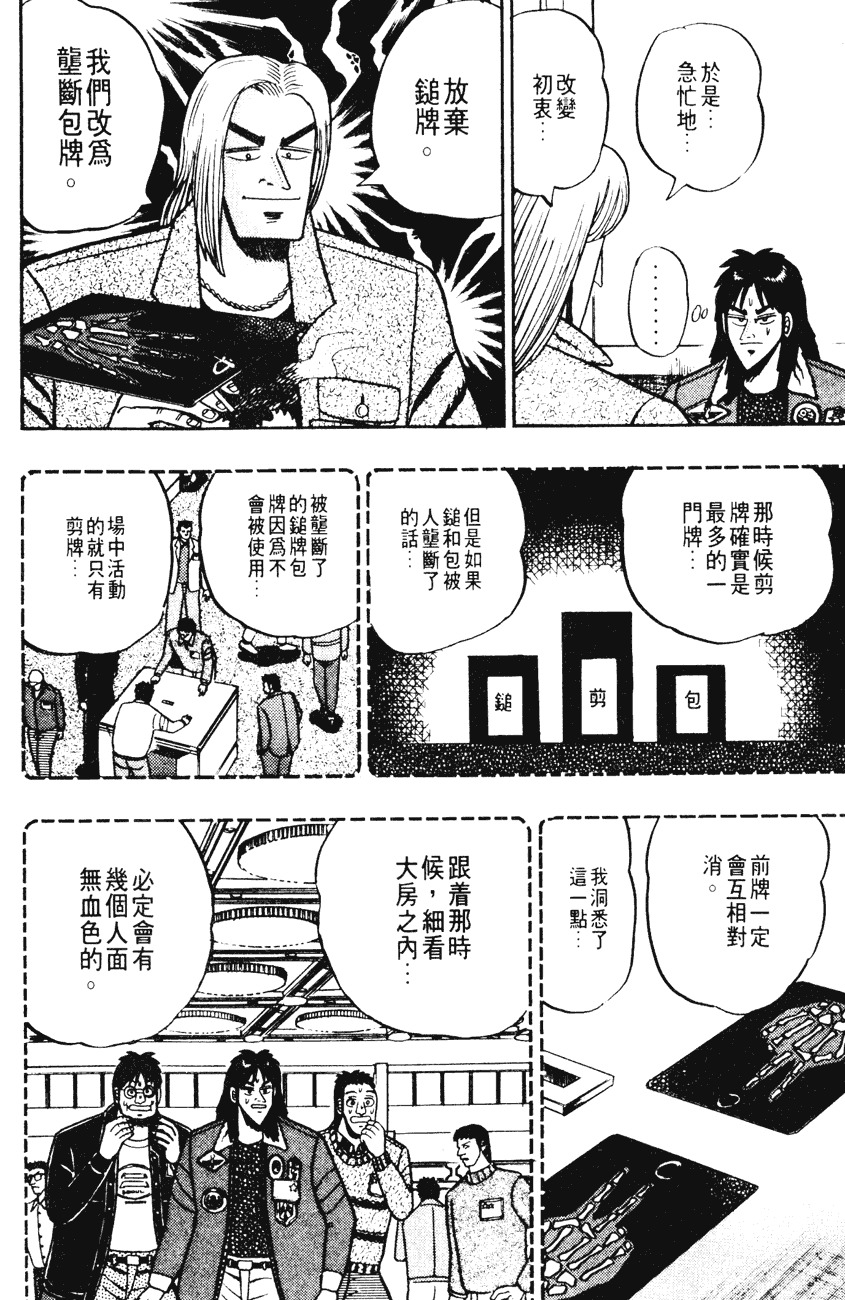 於是…
急忙地…
改變
初衷…
……
放棄
鎚牌。
我們改爲
壟斷包牌。
那時候剪
牌確實是
最多的一
門牌…
但是如果
鎚和包被
人壟斷了
的話…
鎚
剪
包
被壟斷了
的鎚牌包
牌因爲不
會被使用…
場中活動
的就只有
剪牌…
前牌一定
會互相對
消。
我洞悉了
這一點…
跟着那時
候，細看
大房之內…
必定會有
幾個人面
無血色的。